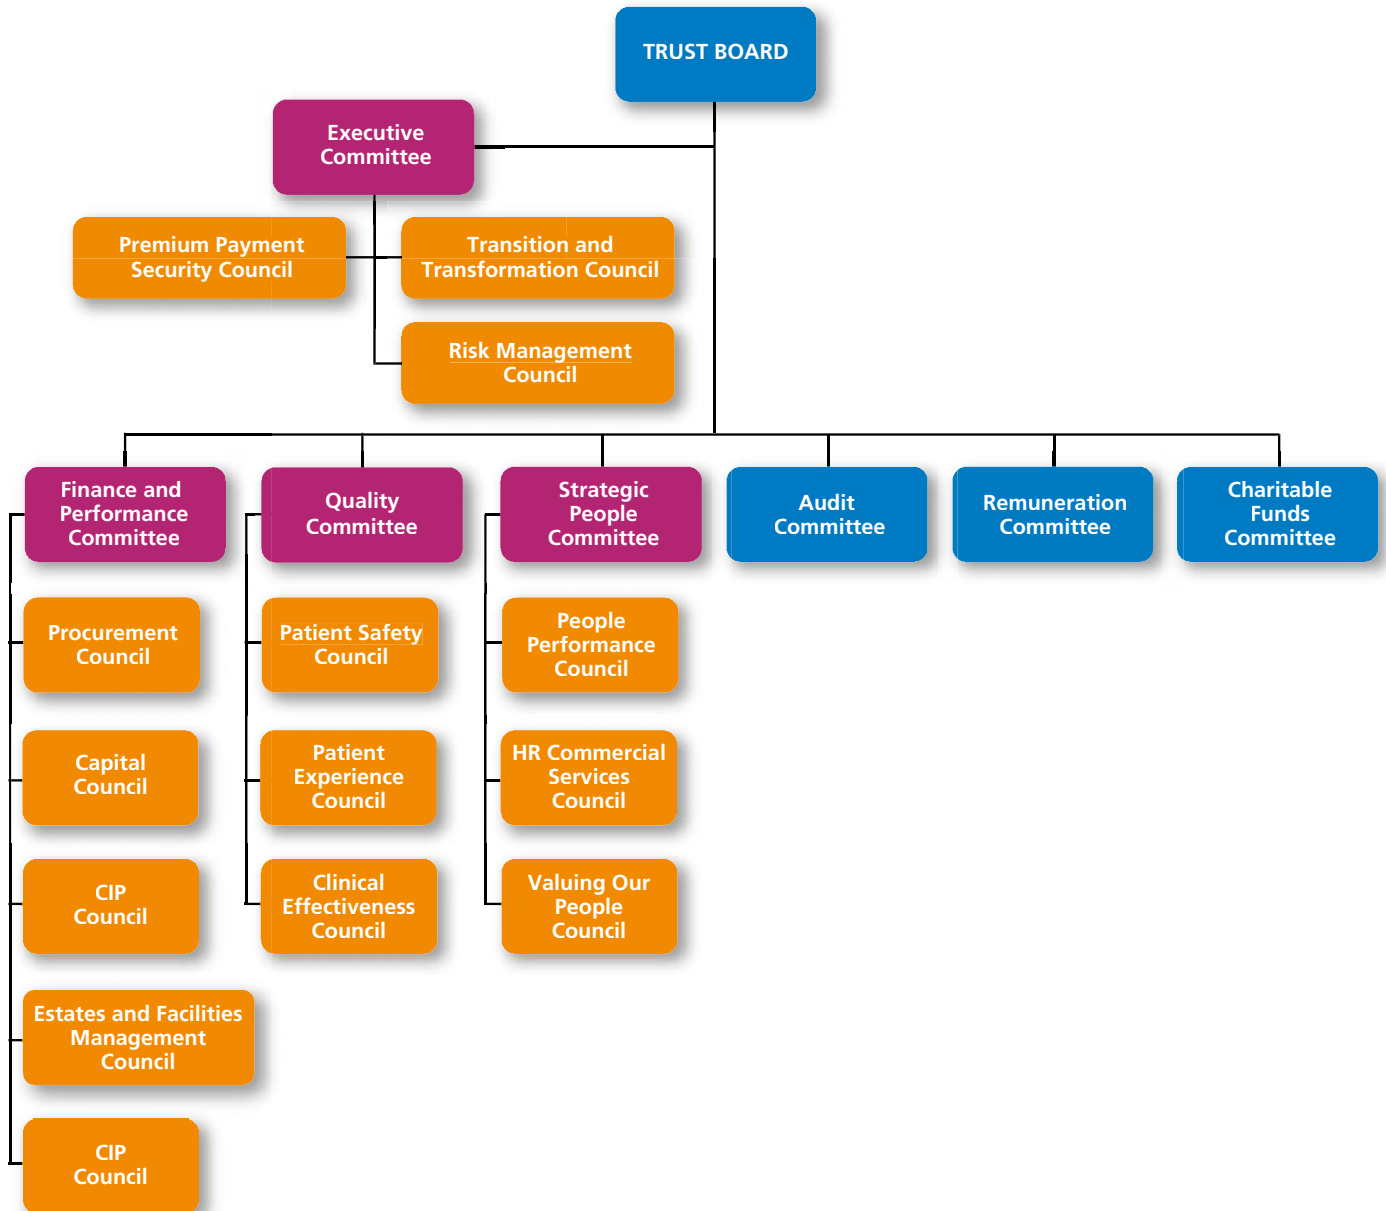 TRUST BOARD
Executive
Committee
Premium Payment
Security Council
Transition and
Transformation Council
Risk Management
Council
Finance and
Performance
Committee
Quality
Committee
Strategic
People
Committee
Audit
Committee
Remuneration
Committee
Charitable
Funds
Committee
Procurement
Council
Patient Safety
Council
People
Performance
Council
Capital
Council
Patient
Experience
Council
HR Commercial
Services
Council
CIP
Council
Clinical
Effectiveness
Council
Valuing Our
People
Council
Estates and Facilities
Management
Council
CIP
Council